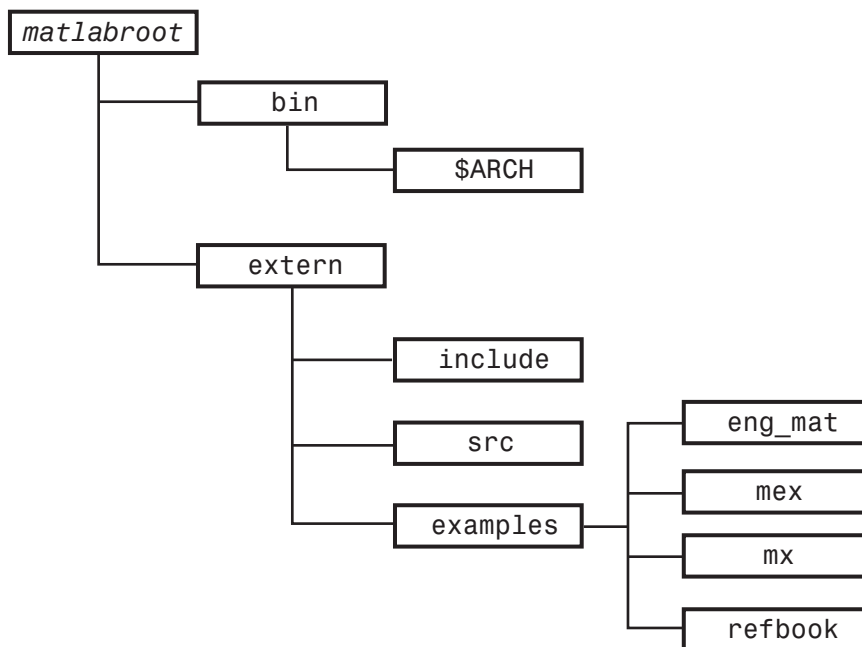 matlabroot
bin
$ARCH
extern
include
src
examples
eng_mat
mex
mx
refbook